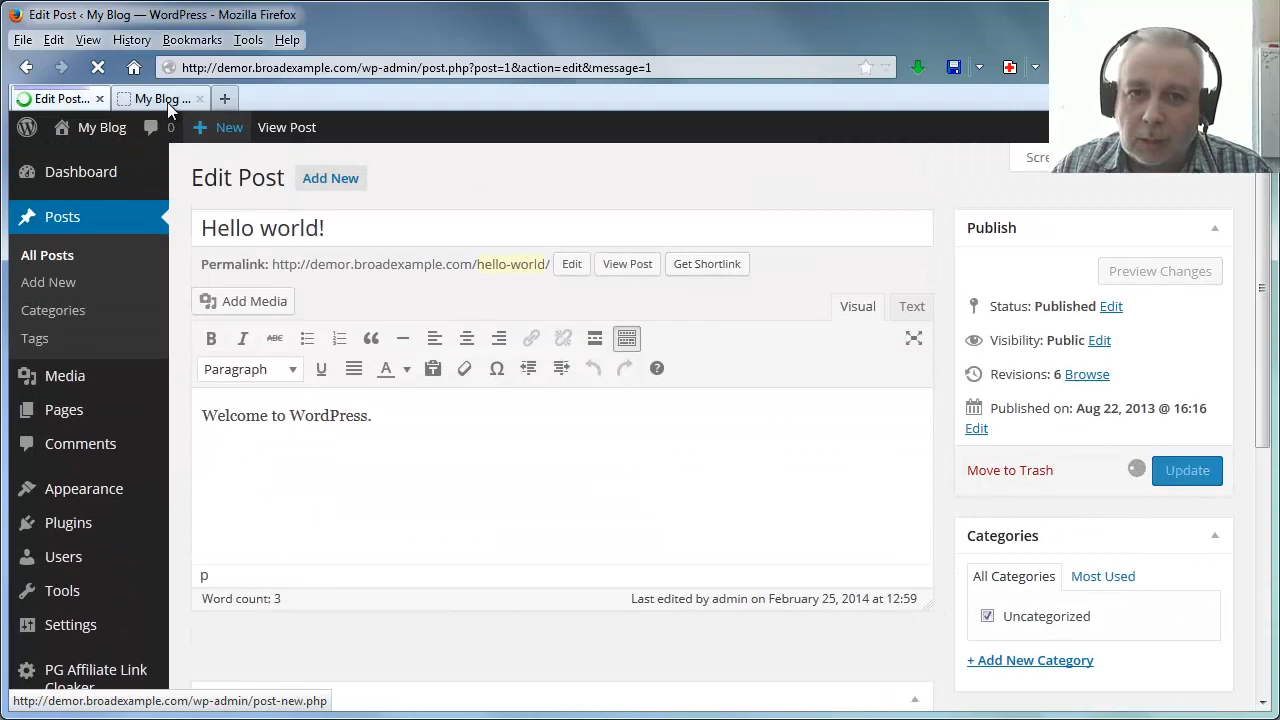 Edit Post ‹ My Blog — WordPress - Mozilla Firefox
File Edit View History Bookmarks Tools Help
http://demor.broadexample.com/wp-admin/post.php?post=1&action=edit&message=1
Edit Post... × My Blog ... × +
My Blog 0 + New View Post
Dashboard
Posts
All Posts
Add New
Categories
Tags
Media
Pages
Comments
Appearance
Plugins
Users
Tools
Settings
PG Affiliate Link
Cloaker
Edit Post Add New
Hello world!
Permalink: http://demor.broadexample.com/hello-world/ Edit View Post Get Shortlink
Add Media Visual Text
B I ABC
Paragraph U A Ω ?
Welcome to WordPress.
p
Word count: 3 Last edited by admin on February 25, 2014 at 12:59
Publish
Preview Changes
Status: Published Edit
Visibility: Public Edit
Revisions: 6 Browse
Published on: Aug 22, 2013 @ 16:16
Edit
Move to Trash Update
Categories
All Categories Most Used
Uncategorized
+ Add New Category
http://demor.broadexample.com/wp-admin/post-new.php